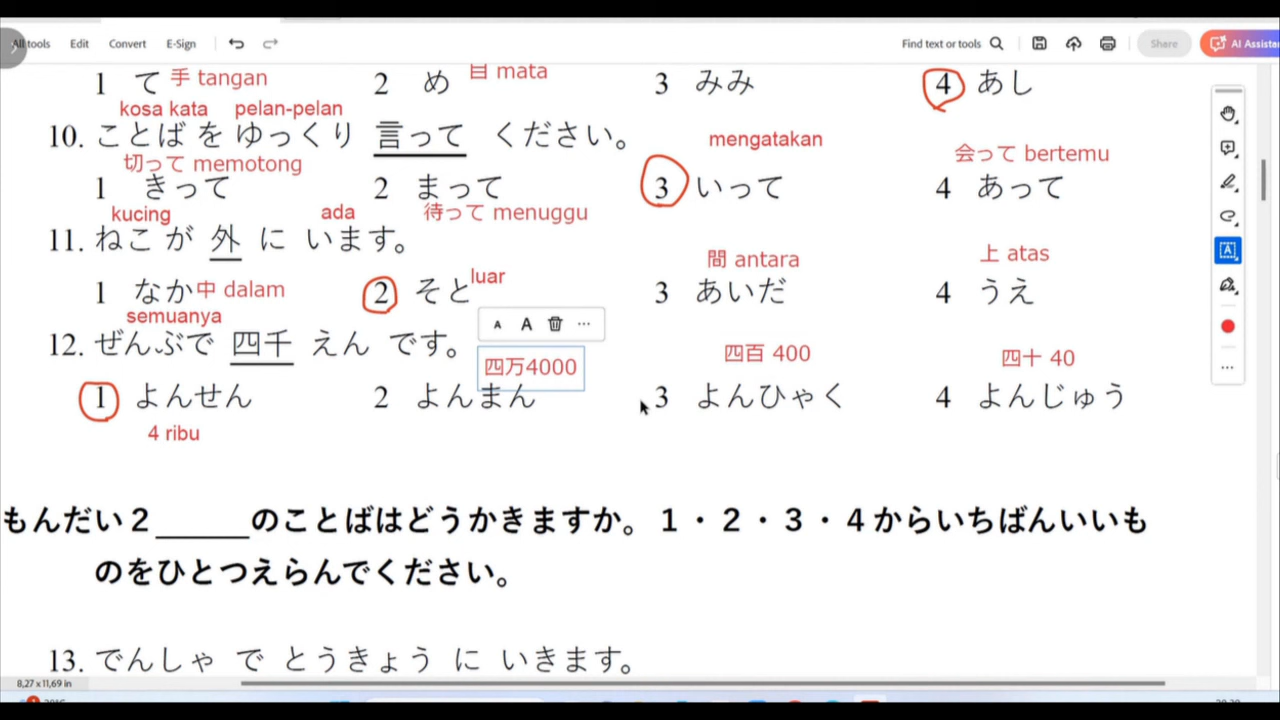 All tools Edit Convert E-Sign Find text or tools Share AI Assista
1 て 手 tangan 2 め 目 mata 3 みみ 4 あし
kosa kata pelan-pelan
10. ことば を ゆっくり 言って ください。 mengatakan
切って memotong 会って bertemu
1 きって 2 まって 3 いって 4 あって
kucing ada 待って menuggu
11. ねこ が 外 に います。
間 antara 上 atas
1 なか 中 dalam 2 そと luar 3 あいだ 4 うえ
semuanya
12. ぜんぶで 四千 えん です。
A A
四万4000 四百 400 四十 40
1 よんせん 2 よんまん 3 よんひゃく 4 よんじゅう
4 ribu
もんだい2 _____ のことばはどうかきますか。1・2・3・4からいちばんいいも
のをひとつえらんでください。
13. でんしゃ で とうきょう に いきます。
8,27 x 11,69 in